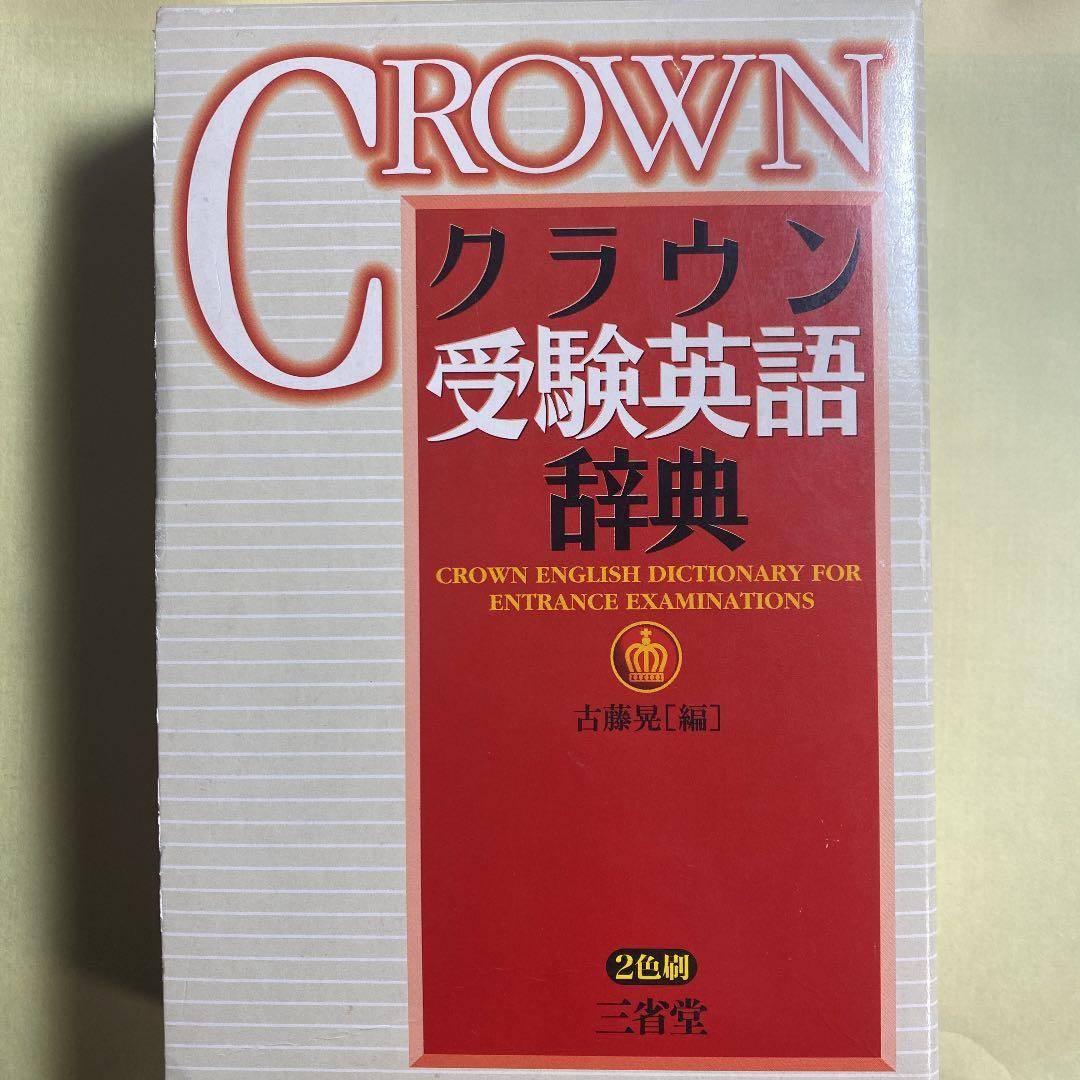 CROWN
クラウン
受験英語
辞典
CROWN ENGLISH DICTIONARY FOR
ENTRANCE EXAMINATIONS
古藤晃[編]
2色刷
三省堂